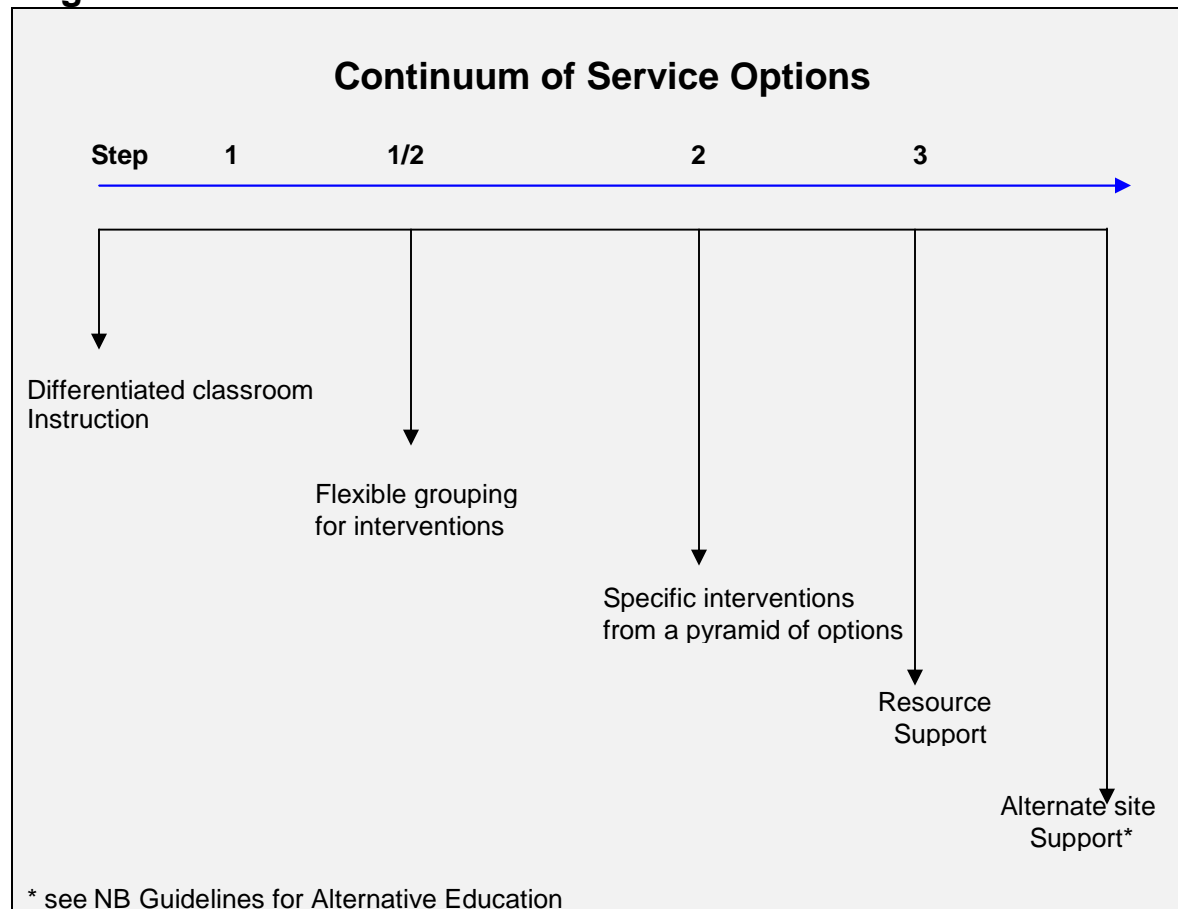 Continuum of Service Options
Step 1 1/2 2 3
Differentiated classroom
Instruction
Flexible grouping
for interventions
Specific interventions
from a pyramid of options
Resource
Support
Alternate site
Support*
* see NB Guidelines for Alternative Education